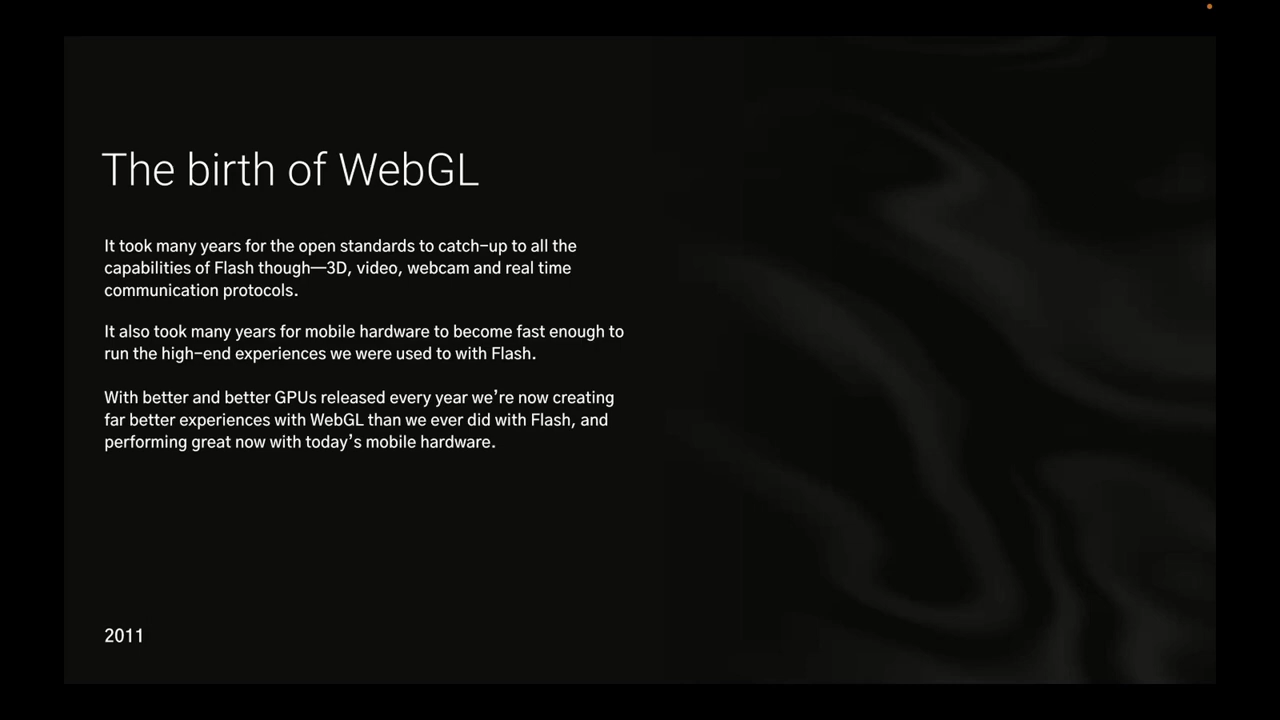 The birth of WebGL
It took many years for the open standards to catch-up to all the
capabilities of Flash though—3D, video, webcam and real time
communication protocols.
It also took many years for mobile hardware to become fast enough to
run the high-end experiences we were used to with Flash.
With better and better GPUs released every year we’re now creating
far better experiences with WebGL than we ever did with Flash, and
performing great now with today’s mobile hardware.
2011